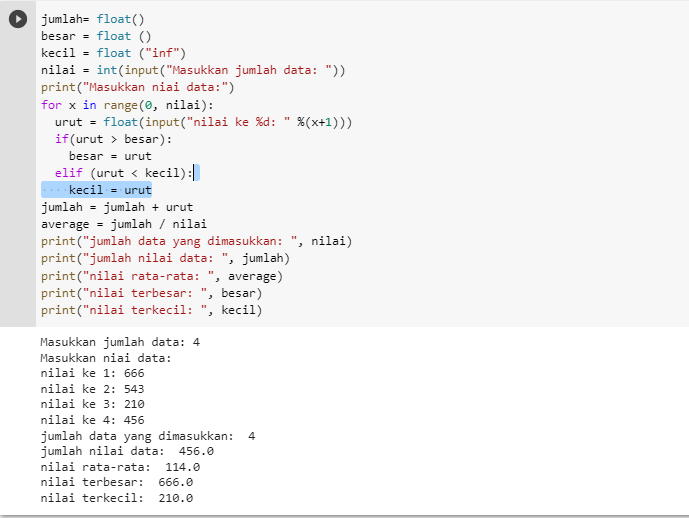 jumlah= float()
besar = float ()
kecil = float ("inf")
nilai = int(input("Masukkan jumlah data: "))
print("Masukkan niai data:")
for x in range(0, nilai):
  urut = float(input("nilai ke %d: " %(x+1)))
  if(urut > besar):
    besar = urut
  elif (urut < kecil):
    kecil = urut
jumlah = jumlah + urut
average = jumlah / nilai
print("jumlah data yang dimasukkan: ", nilai)
print("jumlah nilai data: ", jumlah)
print("nilai rata-rata: ", average)
print("nilai terbesar: ", besar)
print("nilai terkecil: ", kecil)
Masukkan jumlah data: 4
Masukkan niai data:
nilai ke 1: 666
nilai ke 2: 543
nilai ke 3: 210
nilai ke 4: 456
jumlah data yang dimasukkan:  4
jumlah nilai data:  456.0
nilai rata-rata:  114.0
nilai terbesar:  666.0
nilai terkecil:  210.0